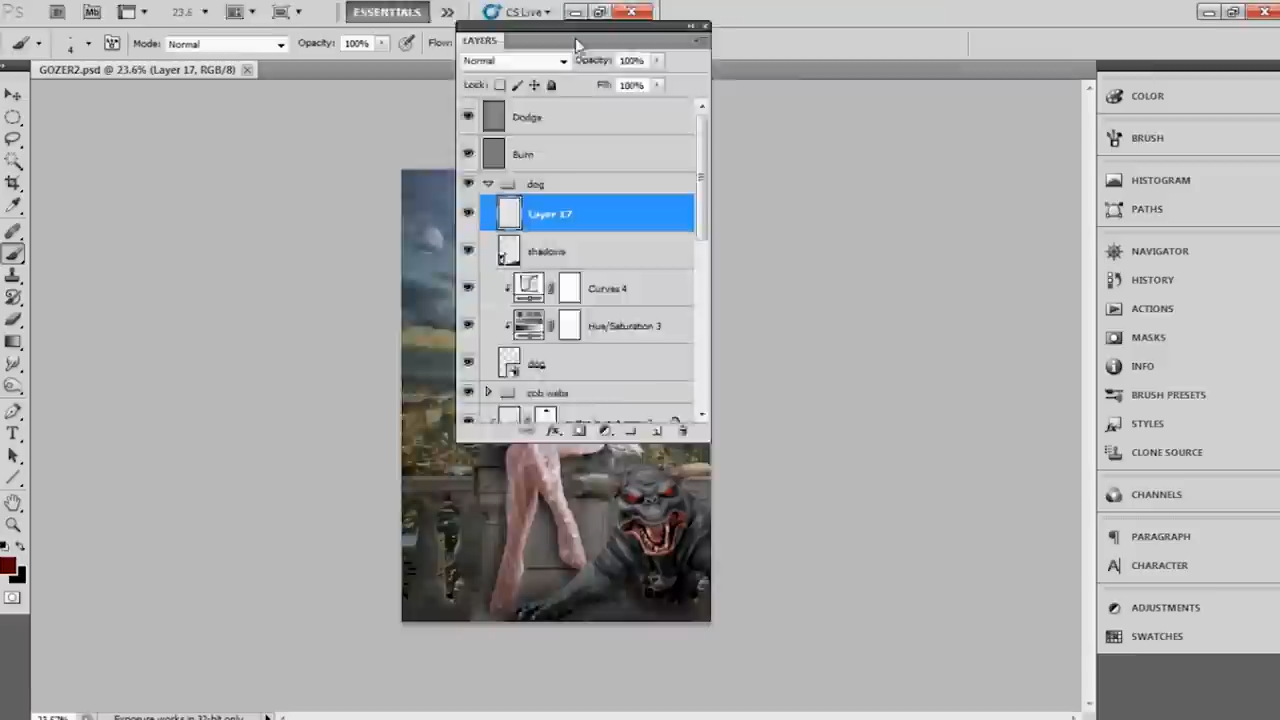 Ps Mb 23.6 ESSENTIALS >> CS Live
4 Mode: Normal Opacity: 100% Flow:
GOZER2.psd @ 23.6% (Layer 17, RGB/8) x
LAYERS
Normal Opacity: 100%
Lock: Fill: 100%
Dodge
Burn
dog
Layer 17
shadows
Curves 4
Hue/Saturation 3
dog
cob webs
COLOR
BRUSH
HISTOGRAM
PATHS
NAVIGATOR
HISTORY
ACTIONS
MASKS
INFO
BRUSH PRESETS
STYLES
CLONE SOURCE
CHANNELS
PARAGRAPH
CHARACTER
ADJUSTMENTS
SWATCHES
Exposure works in 32-bit only